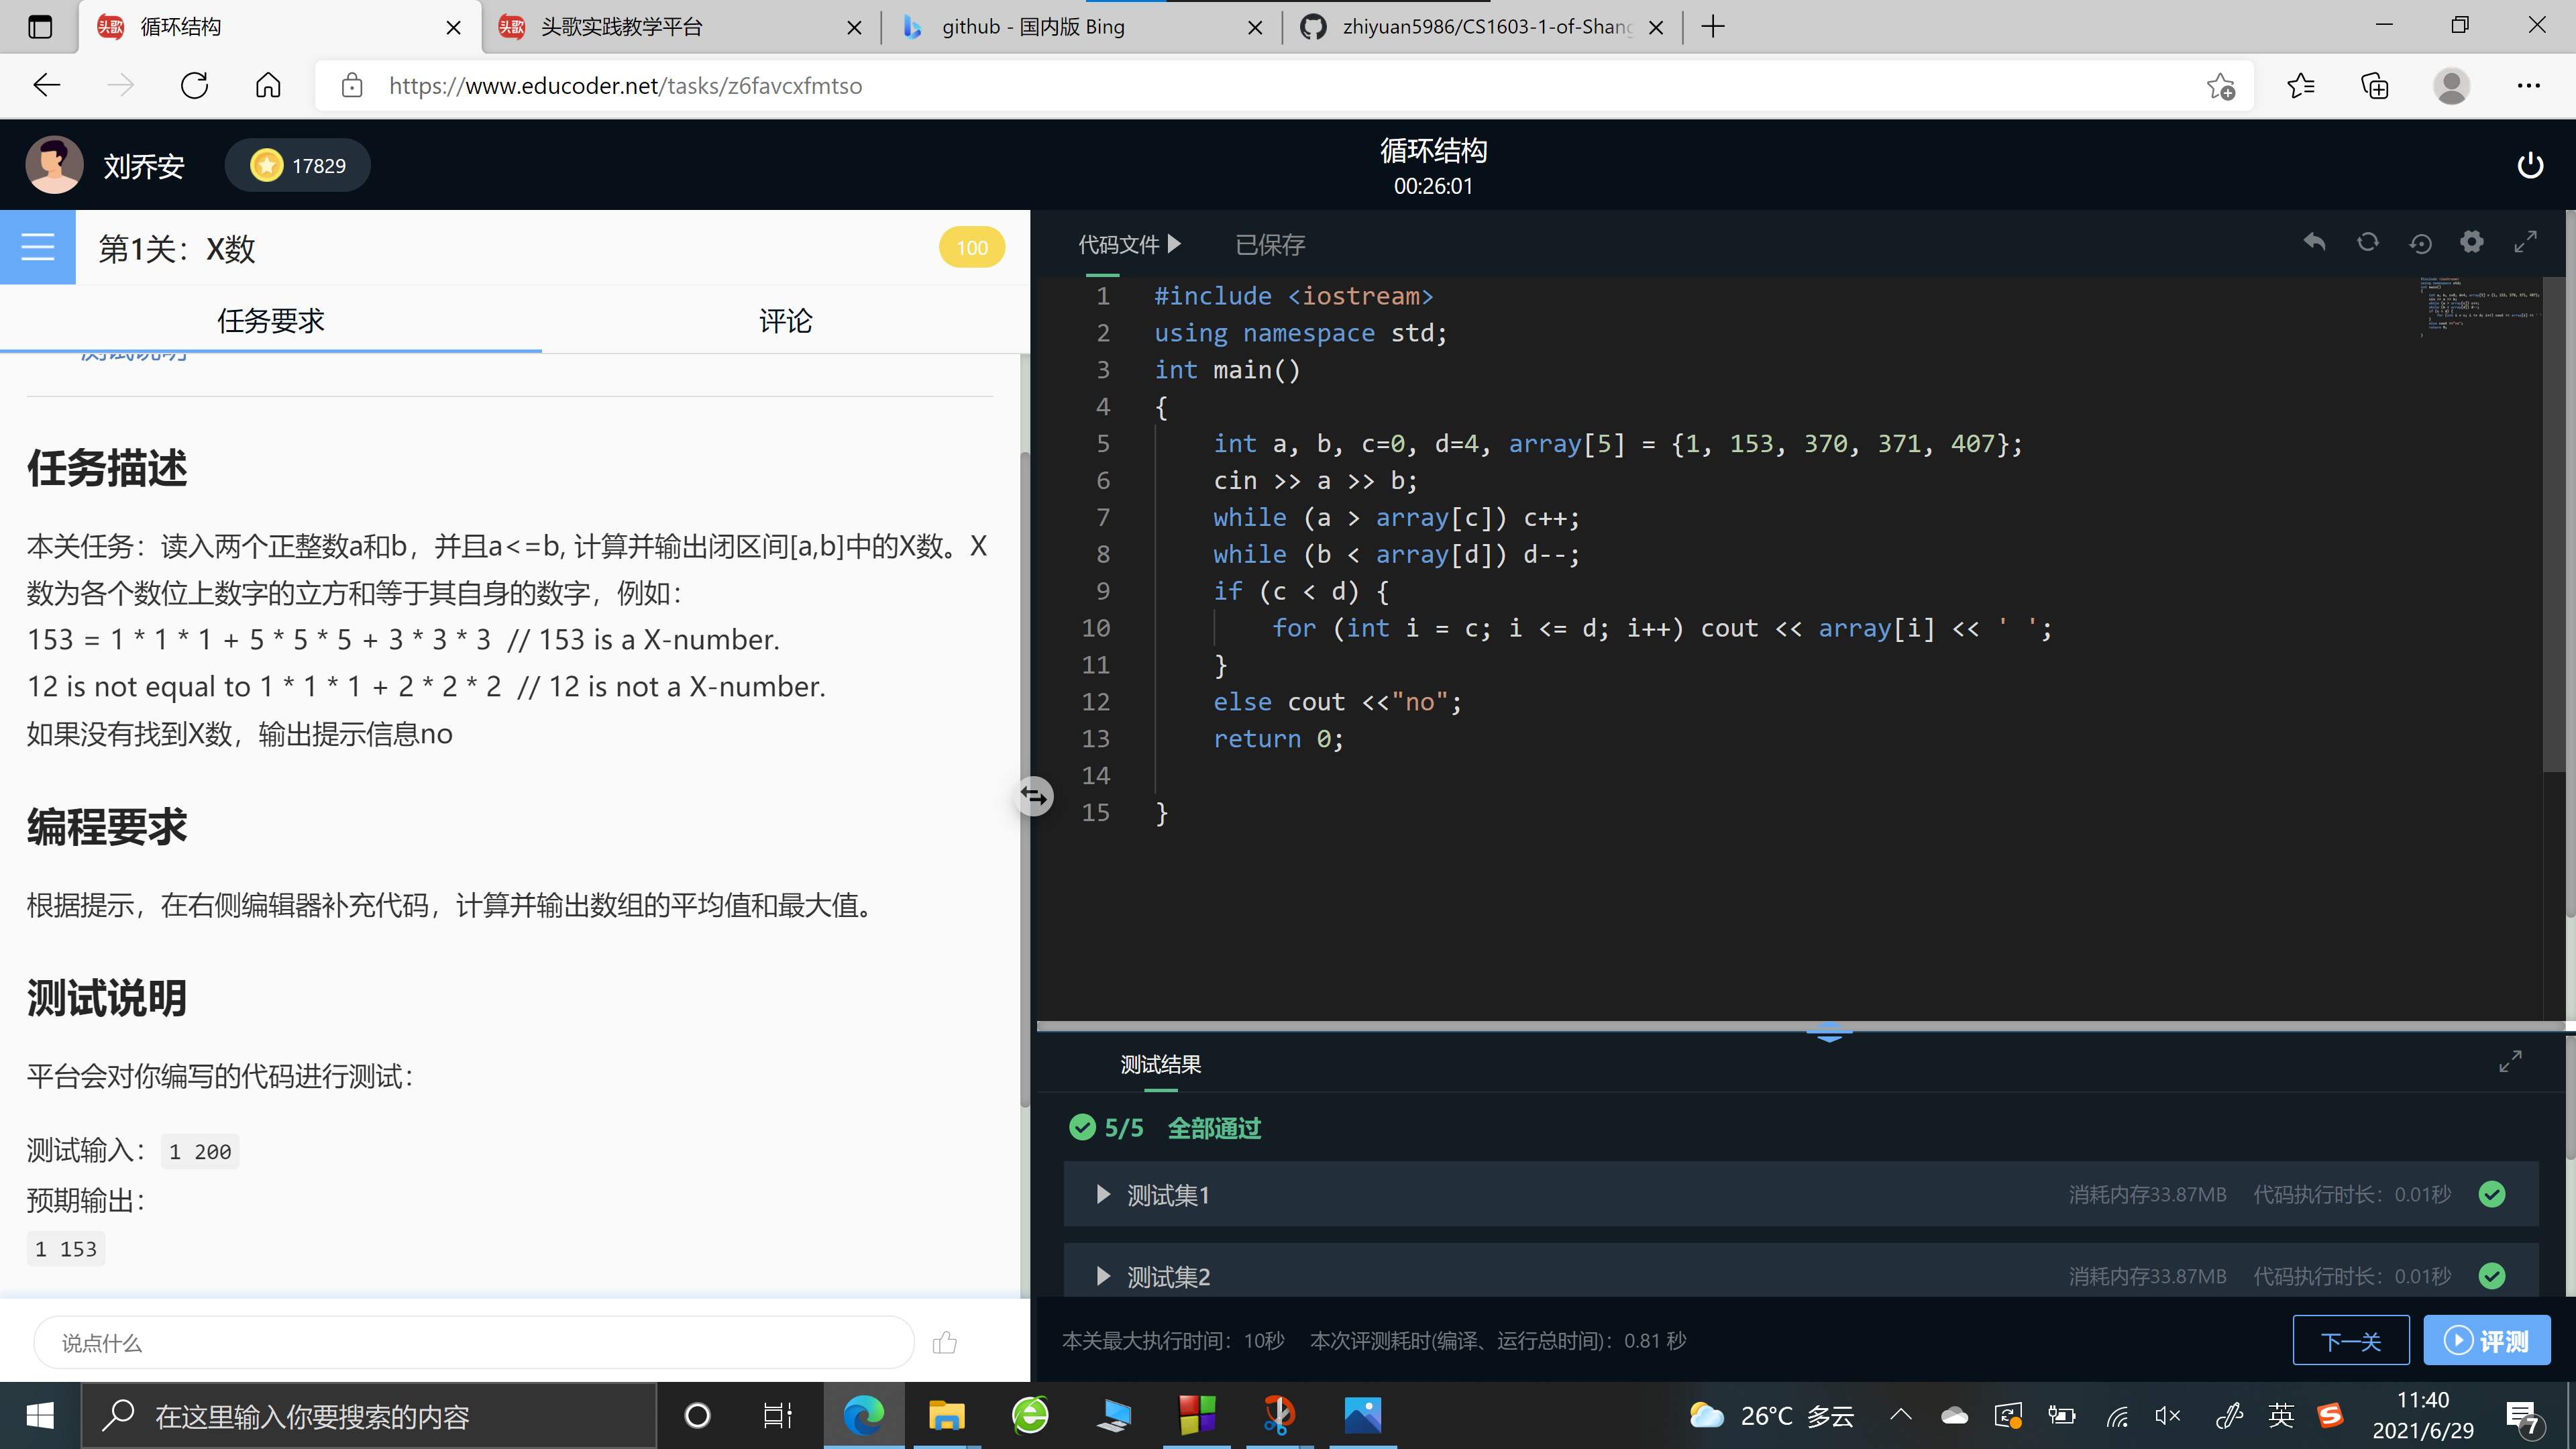 循环结构
头歌实践教学平台
github - 国内版 Bing
zhiyuan5986/CS1603-1-of-Shang
https://www.educoder.net/tasks/z6favcxfmtso
刘乔安
17829
循环结构
00:26:01
第1关：X数
100
任务要求
评论
测试说明
任务描述
本关任务：读入两个正整数a和b，并且a<=b, 计算并输出闭区间[a,b]中的X数。X
数为各个数位上数字的立方和等于其自身的数字，例如：
153 = 1 * 1 * 1 + 5 * 5 * 5 + 3 * 3 * 3 // 153 is a X-number.
12 is not equal to 1 * 1 * 1 + 2 * 2 * 2 // 12 is not a X-number.
如果没有找到X数，输出提示信息no
编程要求
根据提示，在右侧编辑器补充代码，计算并输出数组的平均值和最大值。
测试说明
平台会对你编写的代码进行测试：
测试输入： 1 200
预期输出：
1 153
说点什么
代码文件
已保存
1 #include <iostream>
2 using namespace std;
3 int main()
4 {
5 int a, b, c=0, d=4, array[5] = {1, 153, 370, 371, 407};
6 cin >> a >> b;
7 while (a > array[c]) c++;
8 while (b < array[d]) d--;
9 if (c < d) {
10 for (int i = c; i <= d; i++) cout << array[i] << ' ';
11 }
12 else cout <<"no";
13 return 0;
14
15 }
测试结果
5/5 全部通过
测试集1 消耗内存33.87MB 代码执行时长：0.01秒
测试集2 消耗内存33.87MB 代码执行时长：0.01秒
本关最大执行时间：10秒 本次评测耗时(编译、运行总时间)：0.81 秒
下一关
评测
在这里输入你要搜索的内容
26°C 多云
英
11:40
2021/6/29
7